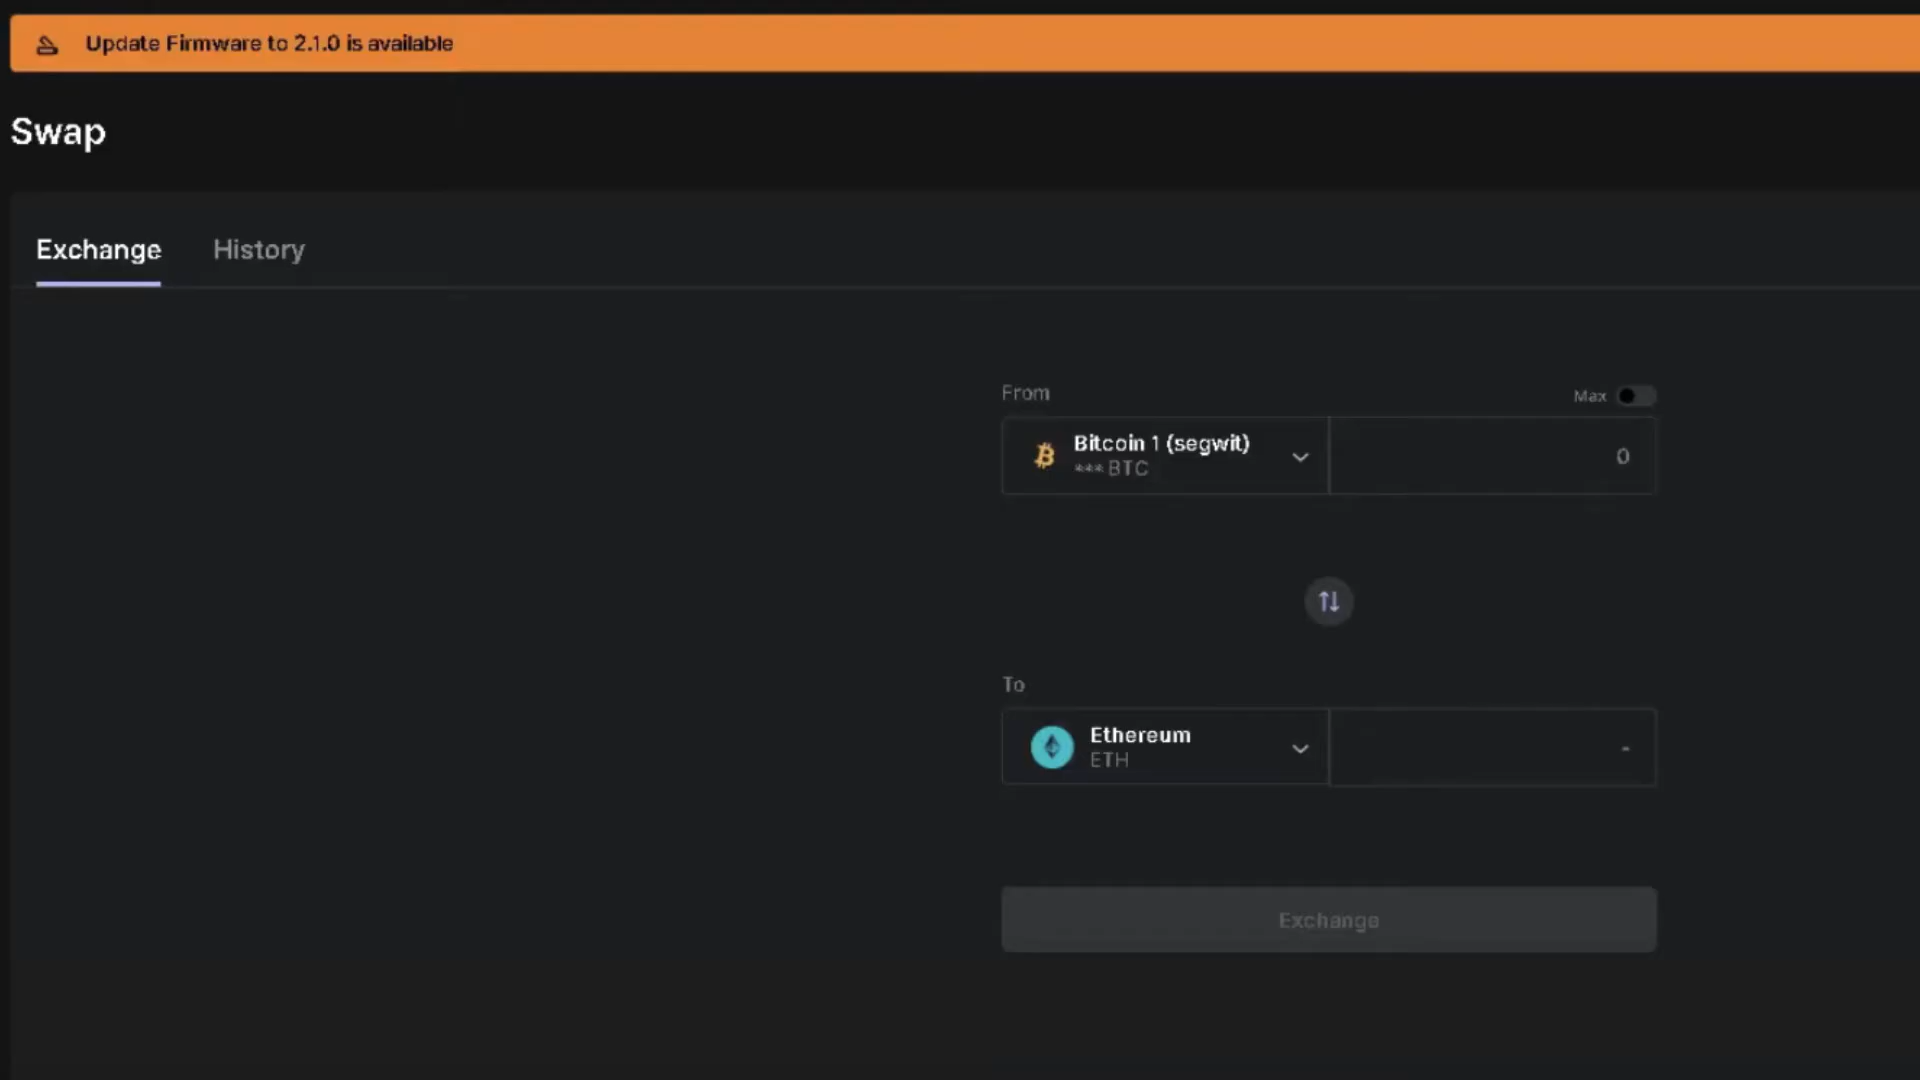 Update Firmware to 2.1.0 is available
Swap
Exchange History
From Max
Bitcoin 1 (segwit)
*** BTC
0
To
Ethereum
ETH
-
Exchange